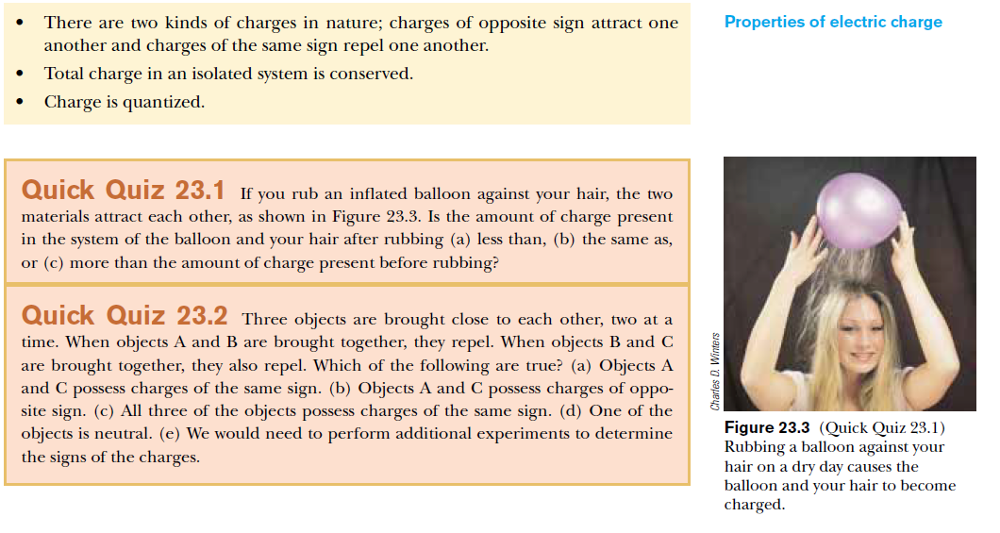 • There are two kinds of charges in nature; charges of opposite sign attract one
another and charges of the same sign repel one another.
• Total charge in an isolated system is conserved.
• Charge is quantized.
Properties of electric charge
Quick Quiz 23.1 If you rub an inflated balloon against your hair, the two
materials attract each other, as shown in Figure 23.3. Is the amount of charge present
in the system of the balloon and your hair after rubbing (a) less than, (b) the same as,
or (c) more than the amount of charge present before rubbing?
Quick Quiz 23.2 Three objects are brought close to each other, two at a
time. When objects A and B are brought together, they repel. When objects B and C
are brought together, they also repel. Which of the following are true? (a) Objects A
and C possess charges of the same sign. (b) Objects A and C possess charges of oppo-
site sign. (c) All three of the objects possess charges of the same sign. (d) One of the
objects is neutral. (e) We would need to perform additional experiments to determine
the signs of the charges.
Charles D. Winters
Figure 23.3 (Quick Quiz 23.1)
Rubbing a balloon against your
hair on a dry day causes the
balloon and your hair to become
charged.